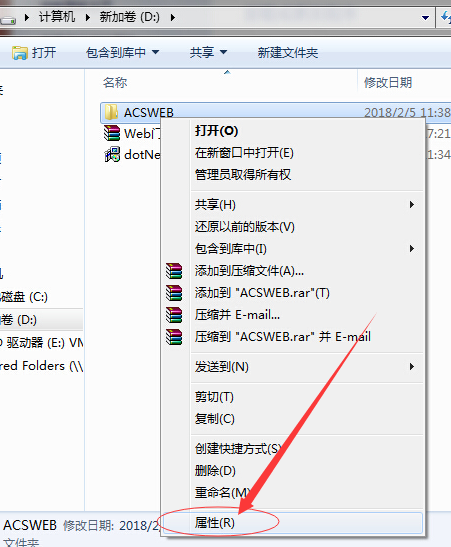 计算机 ▸ 新加卷 (D:) ▸
打开 包含到库中 共享 新建文件夹
名称 修改日期
ACSWEB 2018/2/5 11:38
Web门 7:21
dotNe 1:34
打开(O)
在新窗口中打开(E)
管理员取得所有权
共享(H)
还原以前的版本(V)
包含到库中(I)
添加到压缩文件(A)...
添加到 "ACSWEB.rar"(T)
压缩并 E-mail...
压缩到 "ACSWEB.rar" 并 E-mail
发送到(N)
剪切(T)
复制(C)
创建快捷方式(S)
删除(D)
重命名(M)
属性(R)
磁盘 (C:)
卷 (D:)
驱动器 (E:) VM
red Folders (\\
ACSWEB 修改日期: 2018/2/
文件夹